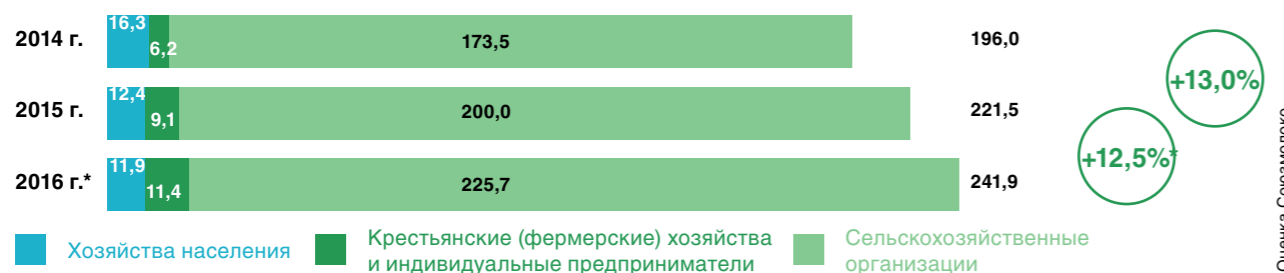 2014 г. 16,3 6,2 173,5 196,0
+13,0%
2015 г. 12,4 9,1 200,0 221,5
+12,5%*
2016 г.* 11,9 11,4 225,7 241,9
Хозяйства населения
Крестьянские (фермерские) хозяйства
и индивидуальные предприниматели
Сельскохозяйственные
организации
Оценка Союзмолоко